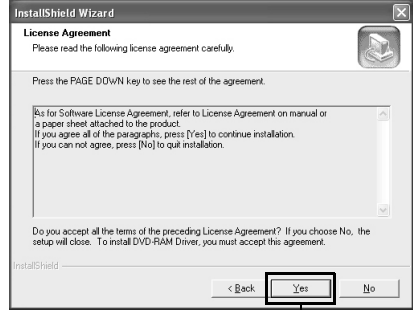 InstallShield Wizard
License Agreement
Please read the following license agreement carefully.
Press the PAGE DOWN key to see the rest of the agreement.
As for Software License Agreement, refer to License Agreement on manual or
a paper sheet attached to the product.
If you agree all of the paragraphs, press [Yes] to continue installation.
If you can not agree, press [No] to quit installation.
Do you accept all the terms of the preceding License Agreement? If you choose No, the
setup will close. To install DVD-RAM Driver, you must accept this agreement.
InstallShield
< Back Yes No